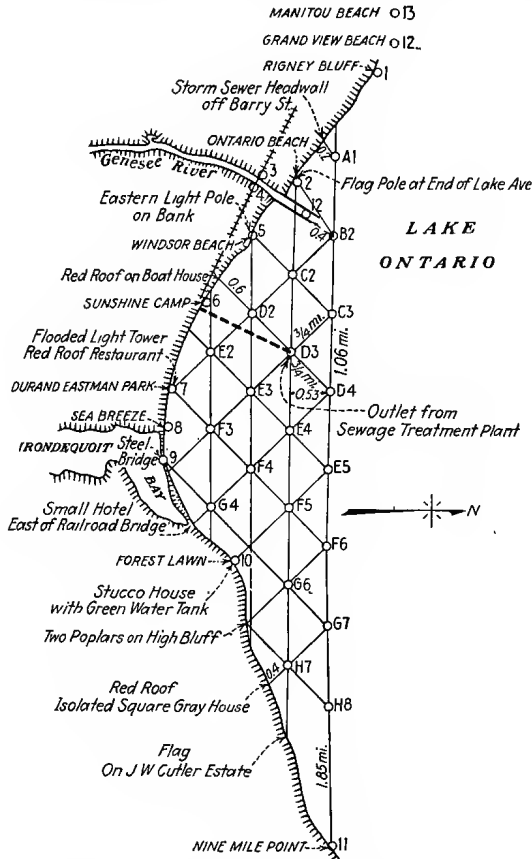 MANITOU BEACH 13
GRAND VIEW BEACH 12
RIGNEY BLUFF 1
Storm Sewer Headwall
off Barry St.
0.2
A1
ONTARIO BEACH
Genesee River
3
4
2
Flag Pole at End of Lake Ave
12
0.4
Eastern Light Pole
on Bank
5
B2
LAKE
ONTARIO
WINDSOR BEACH
Red Roof on Boat House
0.6
C2
SUNSHINE CAMP
6
D2
C3
3/4 mi.
1.06 mi.
Flooded Light Tower
Red Roof Restaurant
E2
D3
3/4 mi.
0.53
DURAND EASTMAN PARK
7
E3
D4
Outlet from
Sewage Treatment Plant
SEA BREEZE
8
F3
E4
IRONDEQUOIT
BAY
Steel
Bridge
9
F4
E5
N
G4
F5
Small Hotel
East of Railroad Bridge
F6
FOREST LAWN
10
Stucco House
with Green Water Tank
G6
Two Poplars on High Bluff
G7
H7
0.4
Red Roof
Isolated Square Gray House
H8
Flag
On J W Cutler Estate
1.85 mi.
NINE MILE POINT
11